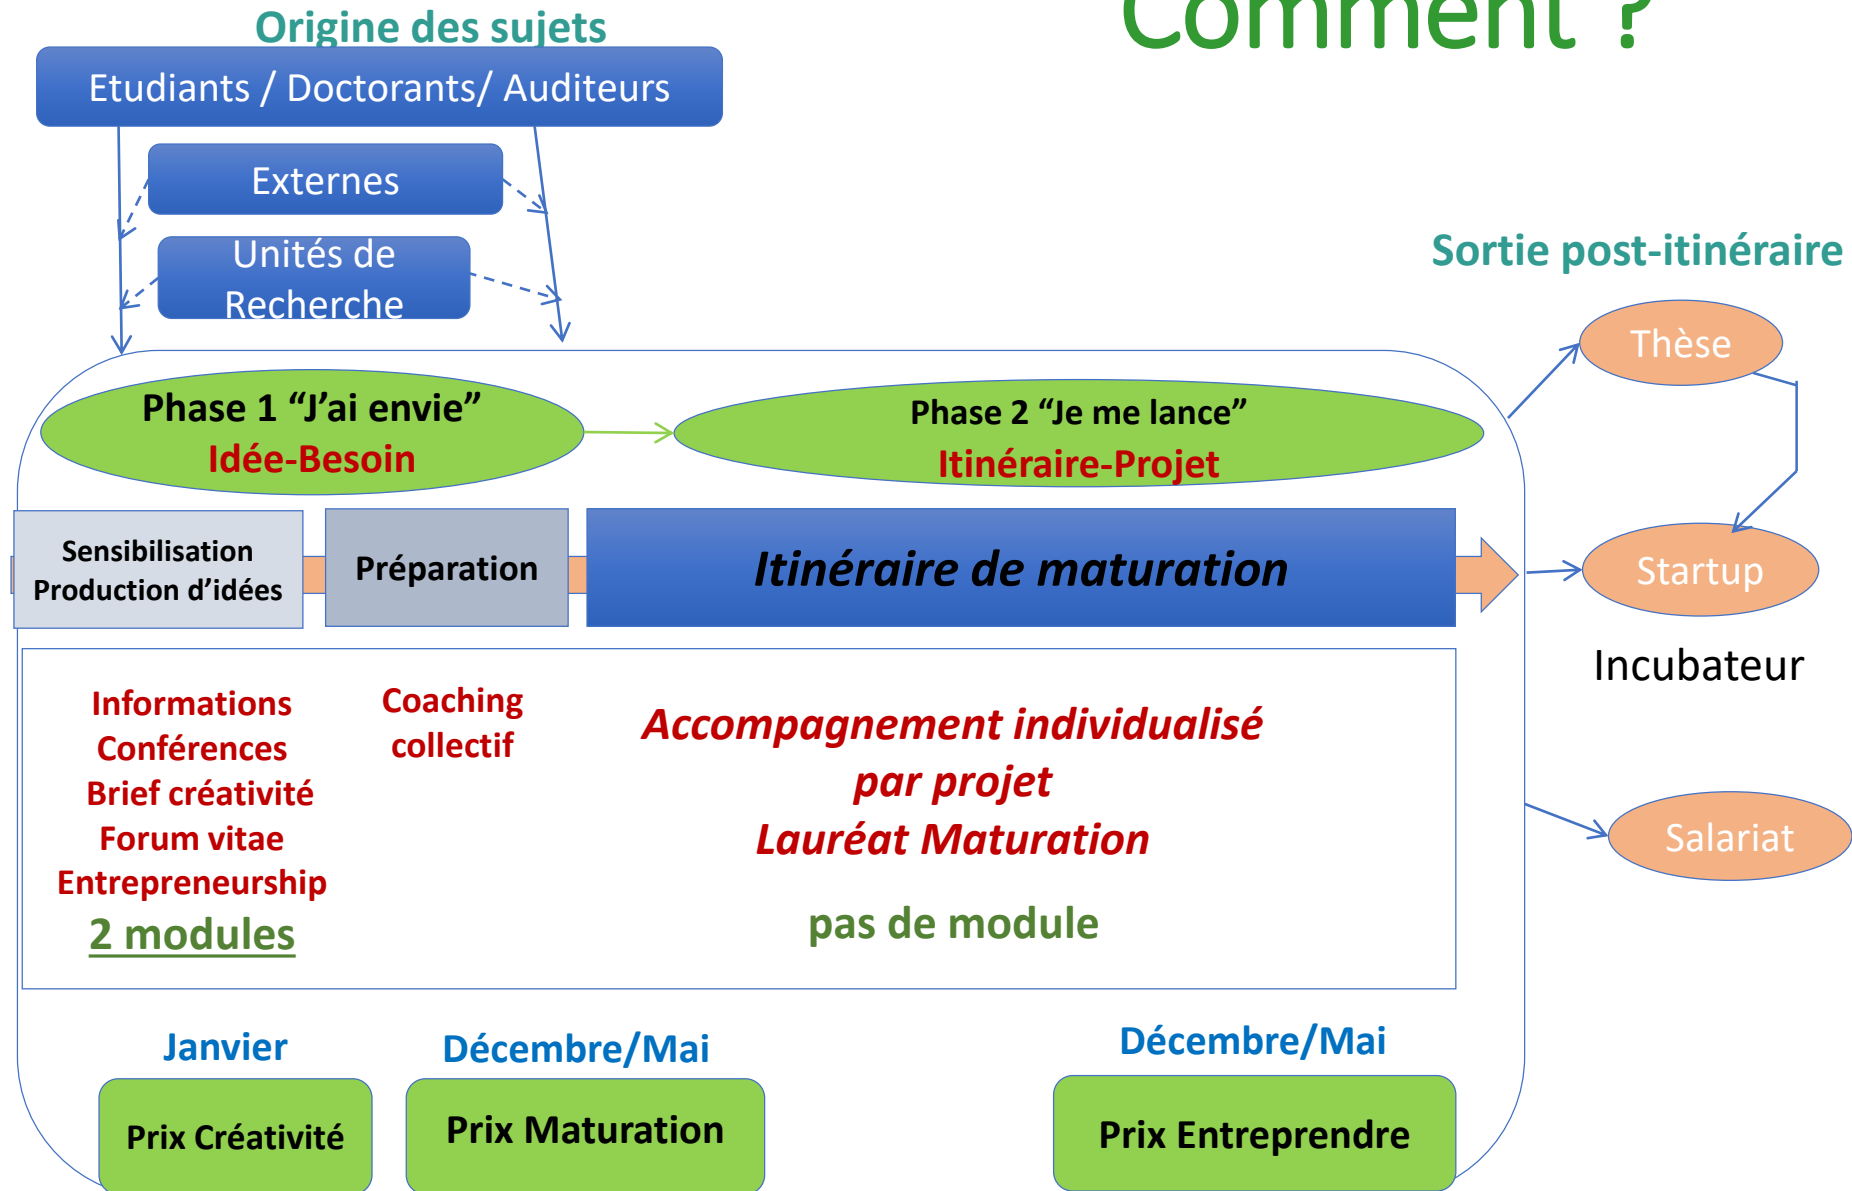 Comment ?
Origine des sujets
Etudiants / Doctorants/ Auditeurs
Externes
Unités de
Recherche
Sortie post-itinéraire
Thèse
Startup
Incubateur
Salariat
Phase 1 “J’ai envie”
Idée-Besoin
Phase 2 “Je me lance”
Itinéraire-Projet
Sensibilisation
Production d’idées
Préparation
Itinéraire de maturation
Informations
Conférences
Brief créativité
Forum vitae
Entrepreneurship
2 modules
Coaching
collectif
Accompagnement individualisé
par projet
Lauréat Maturation
pas de module
Janvier
Prix Créativité
Décembre/Mai
Prix Maturation
Décembre/Mai
Prix Entreprendre